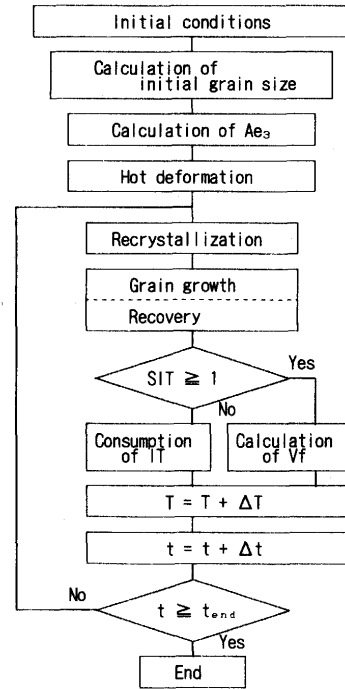 Initial conditions
Calculation of
initial grain size
Calculation of Ae₃
Hot deformation
Recrystallization
Grain growth
Recovery
SIT ≧ 1
Yes
No
Consumption
of IT
Calculation
of Vf
T = T + ΔT
t = t + Δt
No
t ≧ tₑₙd
Yes
End